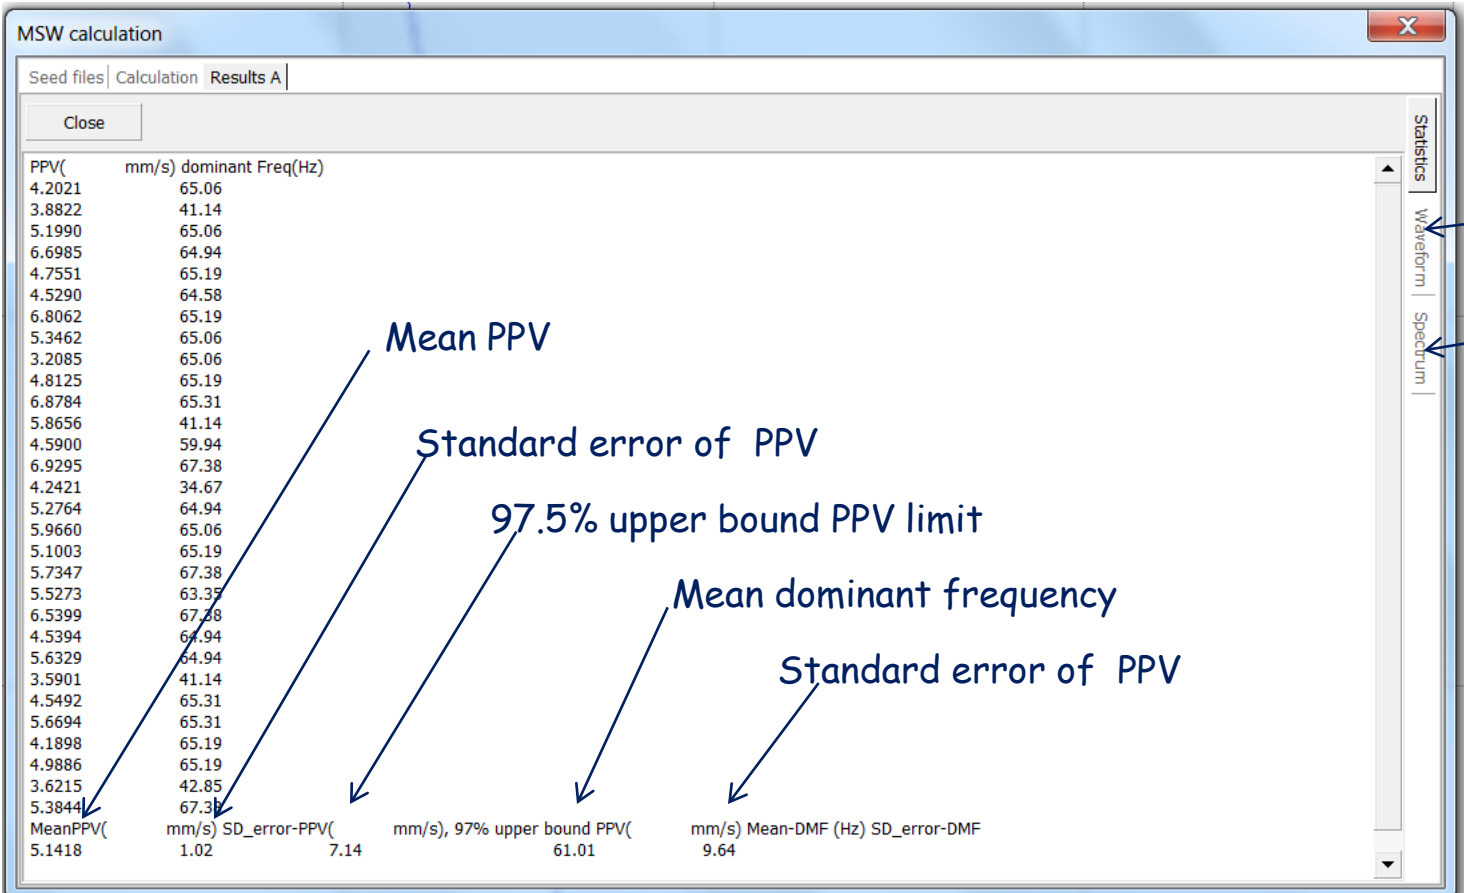 MSW calculation
Seed files Calculation Results A
Close
PPV( mm/s) dominant Freq(Hz)
4.2021 65.06
3.8822 41.14
5.1990 65.06
6.6985 64.94
4.7551 65.19
4.5290 64.58
6.8062 65.19
5.3462 65.06
3.2085 65.06
4.8125 65.19
6.8784 65.31
5.8656 41.14
4.5900 59.94
6.9295 67.38
4.2421 34.67
5.2764 64.94
5.9660 65.06
5.1003 65.19
5.7347 67.38
5.5273 63.35
6.5399 67.38
4.5394 64.94
5.6329 64.94
3.5901 41.14
4.5492 65.31
5.6694 65.31
4.1898 65.19
4.9886 65.19
3.6215 42.85
5.3844 67.38
MeanPPV( mm/s) SD_error-PPV( mm/s), 97% upper bound PPV( mm/s) Mean-DMF (Hz) SD_error-DMF
5.1418 1.02 7.14 61.01 9.64
Mean PPV
Standard error of PPV
97.5% upper bound PPV limit
Mean dominant frequency
Standard error of PPV
Statistics
Waveform
Spectrum